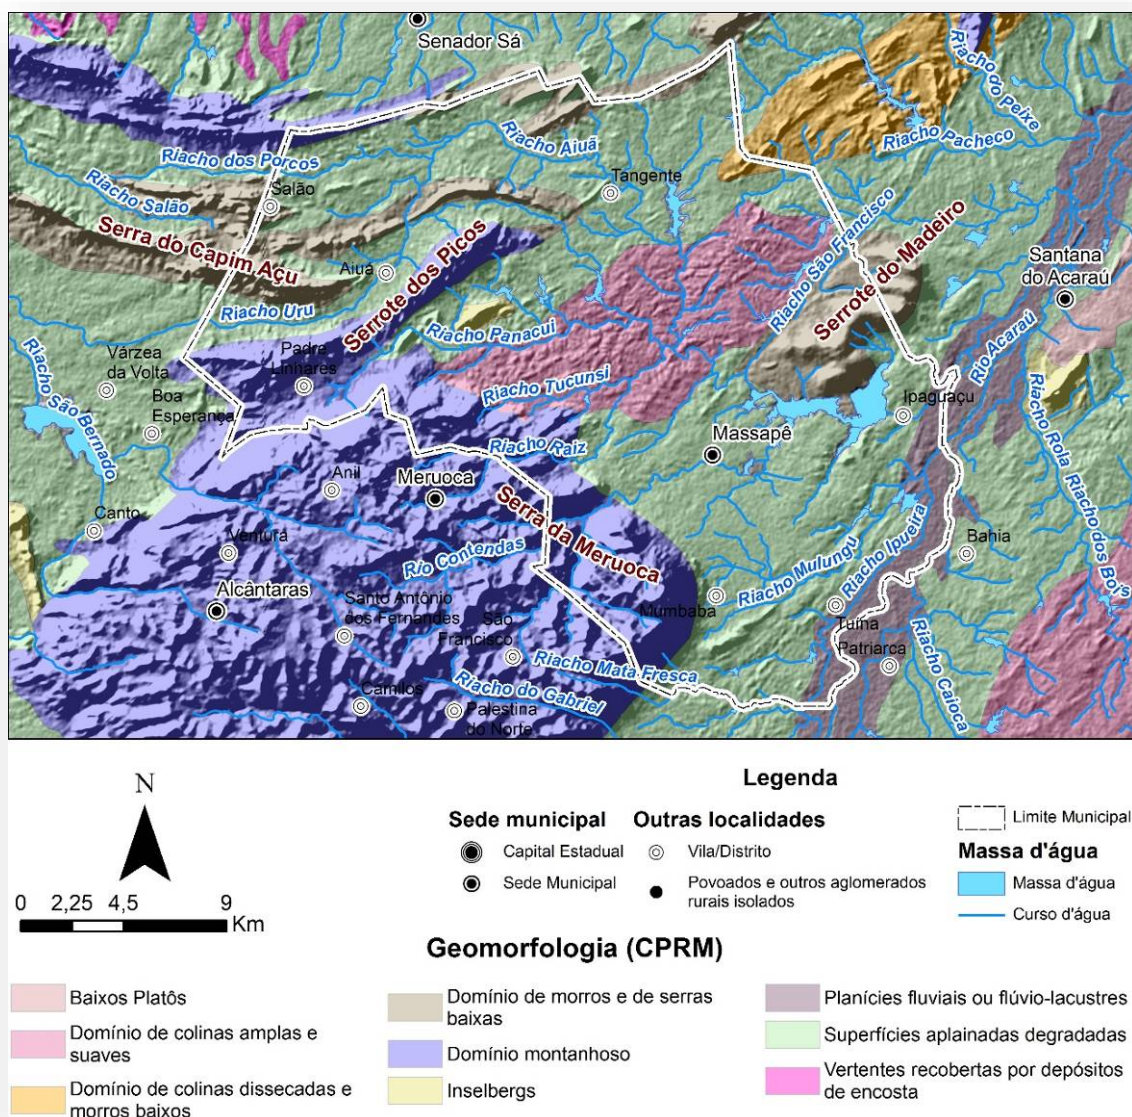 Senador Sá
Riacho do Peixe
Riacho Pacheco
Riacho Aiuã
Riacho dos Porcos
Tangente
Salão
Riacho Salão
Serra do Capim Açu
Serrote dos Picos
Riacho São Francisco
Serrote do Madeiro
Santana
do Acaraú
Aiuá
Riacho Uru
Riacho Panacui
Rio Acaraú
Padre
Linhares
Várzea
da Volta
Riacho São Bernado
Boa
Esperança
Riacho Tucunsi
Ipaguaçu
Riacho Rola
Riacho dos Bois
Massapê
Riacho Raiz
Anil
Meruoca
Serra da Meruoca
Canto
Ventura
Rio Contendas
Riacho Ipueira
Riacho Mulungu
Bahia
Alcântaras
Santo Antônio
dos Fernandes
São
Francisco
Mumbaba
Tuína
Patriarca
Riacho Caioca
Riacho Mata Fresca
Riacho do Gabriel
Camilos
Palestina
do Norte
N
0 2,25 4,5 9
Km
Legenda
Sede municipal
Capital Estadual
Sede Municipal
Outras localidades
Vila/Distrito
Povoados e outros aglomerados
rurais isolados
Limite Municipal
Massa d'água
Massa d'água
Curso d'água
Geomorfologia (CPRM)
Baixos Platôs
Domínio de colinas amplas e
suaves
Domínio de colinas dissecadas e
morros baixos
Domínio de morros e de serras
baixas
Domínio montanhoso
Inselbergs
Planícies fluviais ou flúvio-lacustres
Superfícies aplainadas degradadas
Vertentes recobertas por depósitos
de encosta